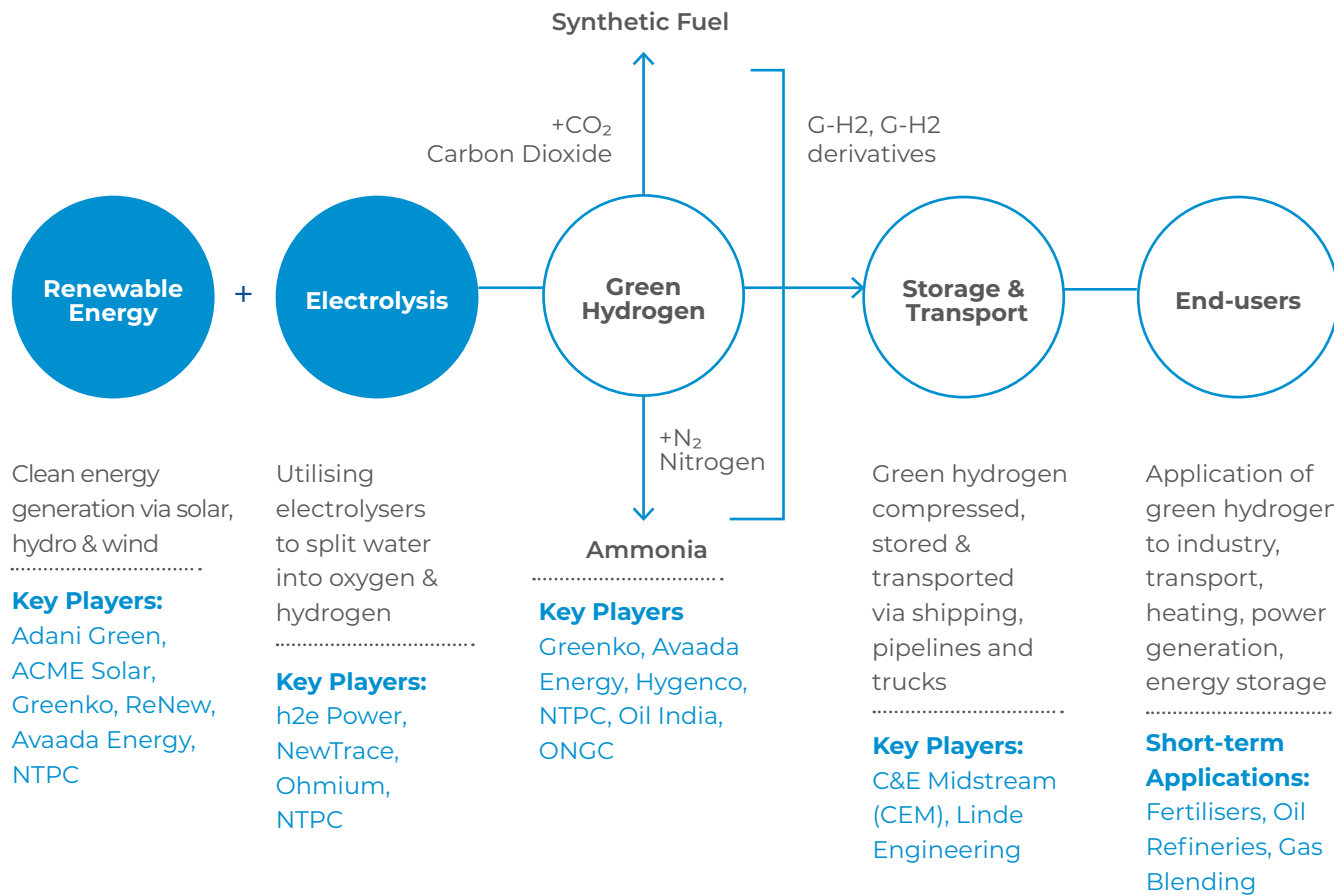 Synthetic Fuel
+CO₂
Carbon Dioxide
G-H2, G-H2
derivatives
Renewable
Energy
+
Electrolysis
Green
Hydrogen
Storage &
Transport
End-users
+N₂
Nitrogen
Ammonia
Clean energy
generation via solar,
hydro & wind
Key Players:
Adani Green,
ACME Solar,
Greenko, ReNew,
Avaada Energy,
NTPC
Utilising
electrolysers
to split water
into oxygen &
hydrogen
Key Players:
h2e Power,
NewTrace,
Ohmium,
NTPC
Key Players
Greenko, Avaada
Energy, Hygenco,
NTPC, Oil India,
ONGC
Green hydrogen
compressed,
stored &
transported
via shipping,
pipelines and
trucks
Key Players:
C&E Midstream
(CEM), Linde
Engineering
Application of
green hydrogen
to industry,
transport,
heating, power
generation,
energy storage
Short-term
Applications:
Fertilisers, Oil
Refineries, Gas
Blending